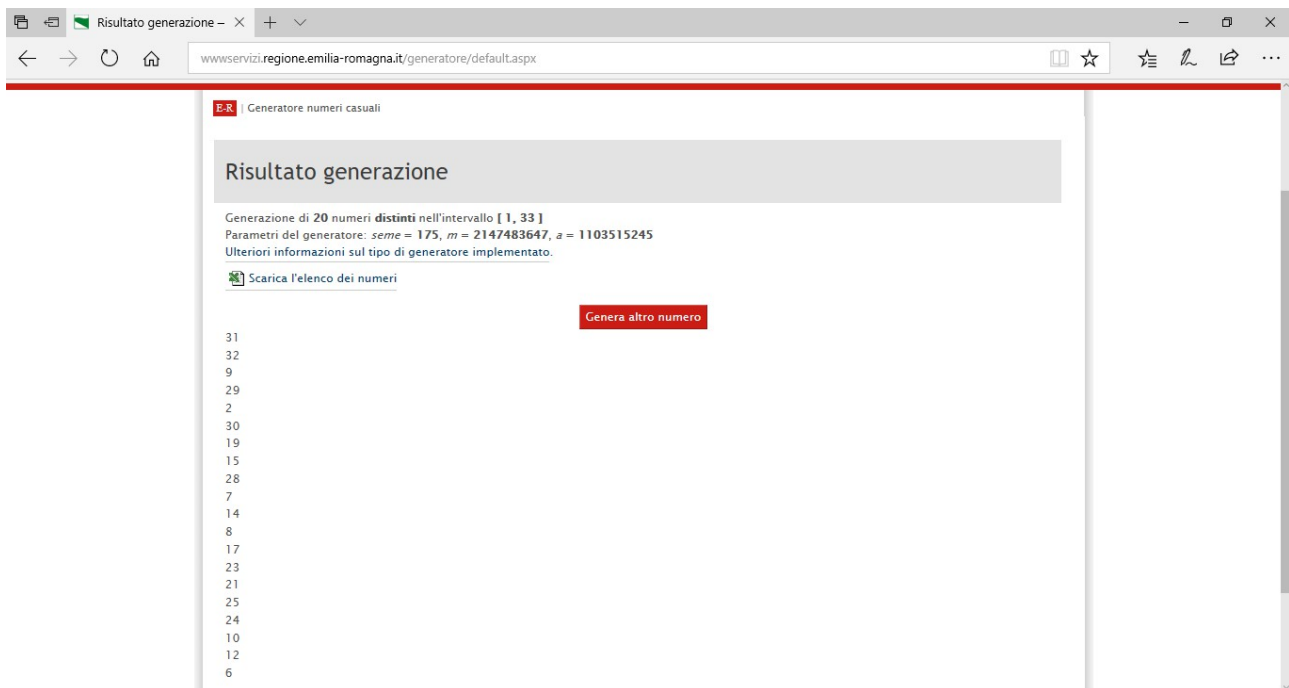 Risultato generazione –
wwwservizi.regione.emilia-romagna.it/generatore/default.aspx
E-R | Generatore numeri casuali
Risultato generazione
Generazione di 20 numeri distinti nell'intervallo [ 1, 33 ]
Parametri del generatore: seme = 175, m = 2147483647, a = 1103515245
Ulteriori informazioni sul tipo di generatore implementato.
Scarica l'elenco dei numeri
Genera altro numero
31
32
9
29
2
30
19
15
28
7
14
8
17
23
21
25
24
10
12
6